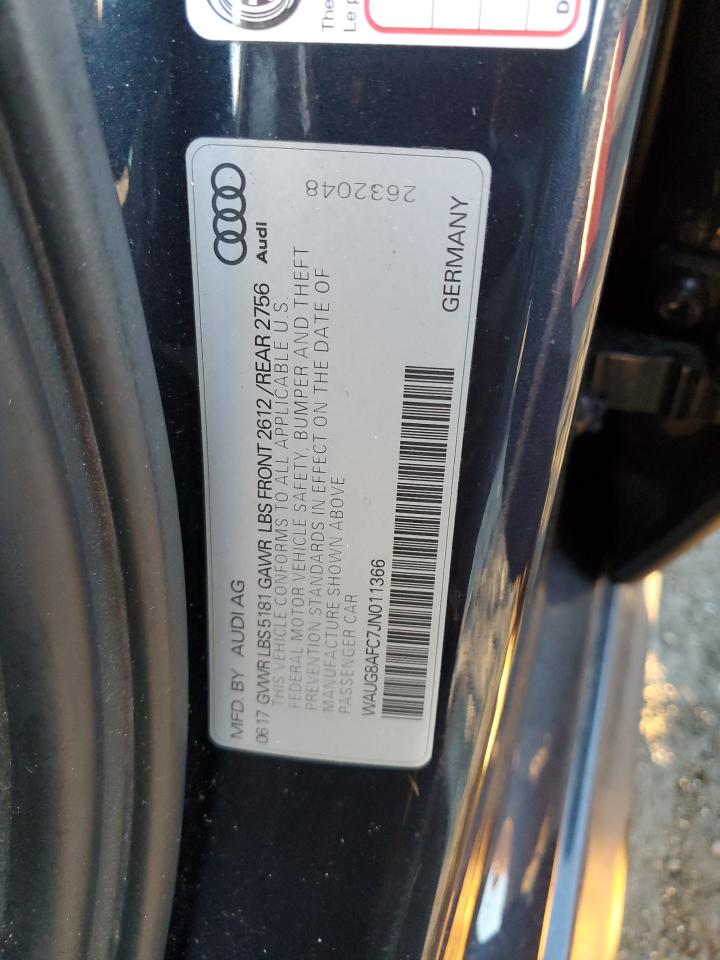 The
Le p
D
2632048
Audi
MFD. BY AUDI AG
0617 GVWR LBS 5181 GAWR LBS FRONT 2612 /REAR 2756
THIS VEHICLE CONFORMS TO ALL APPLICABLE U.S.
FEDERAL MOTOR VEHICLE SAFETY, BUMPER AND THEFT
PREVENTION STANDARDS IN EFFECT ON THE DATE OF
MANUFACTURE SHOWN ABOVE
PASSENGER CAR
WAUG8AFC7JN011366
GERMANY